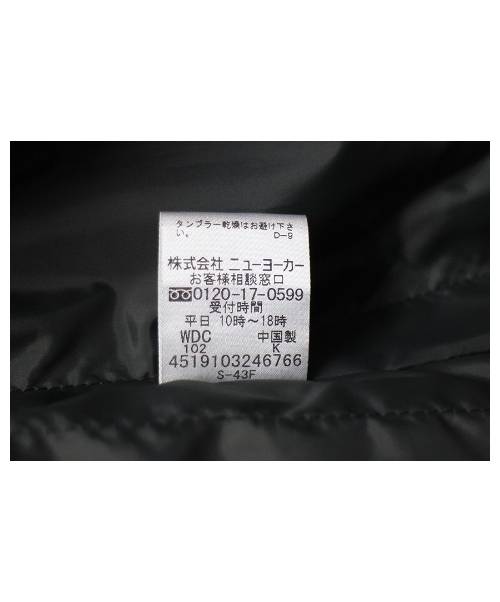 タンブラー乾燥はお避け下さ
い。 D-9
株式会社 ニューヨーカー
お客様相談窓口
0120-17-0599
受付時間
平日 10時～18時
WDC 中国製
102 K
4519103246766
S-43F